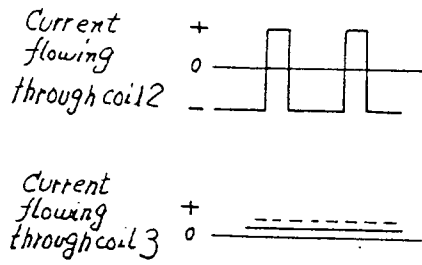 Current +
flowing 0
through coil 2 –
Current
flowing +
through coil 3 0